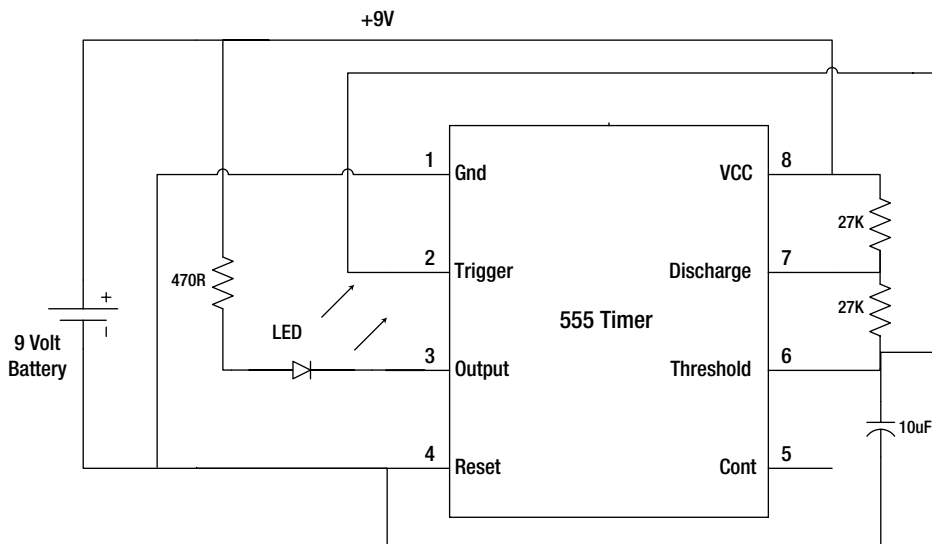 +9V
1
Gnd
VCC
8
27K
2
Trigger
Discharge
7
470R
27K
LED
555 Timer
+
9 Volt
Battery
3
Output
Threshold
6
10uF
4
Reset
Cont
5